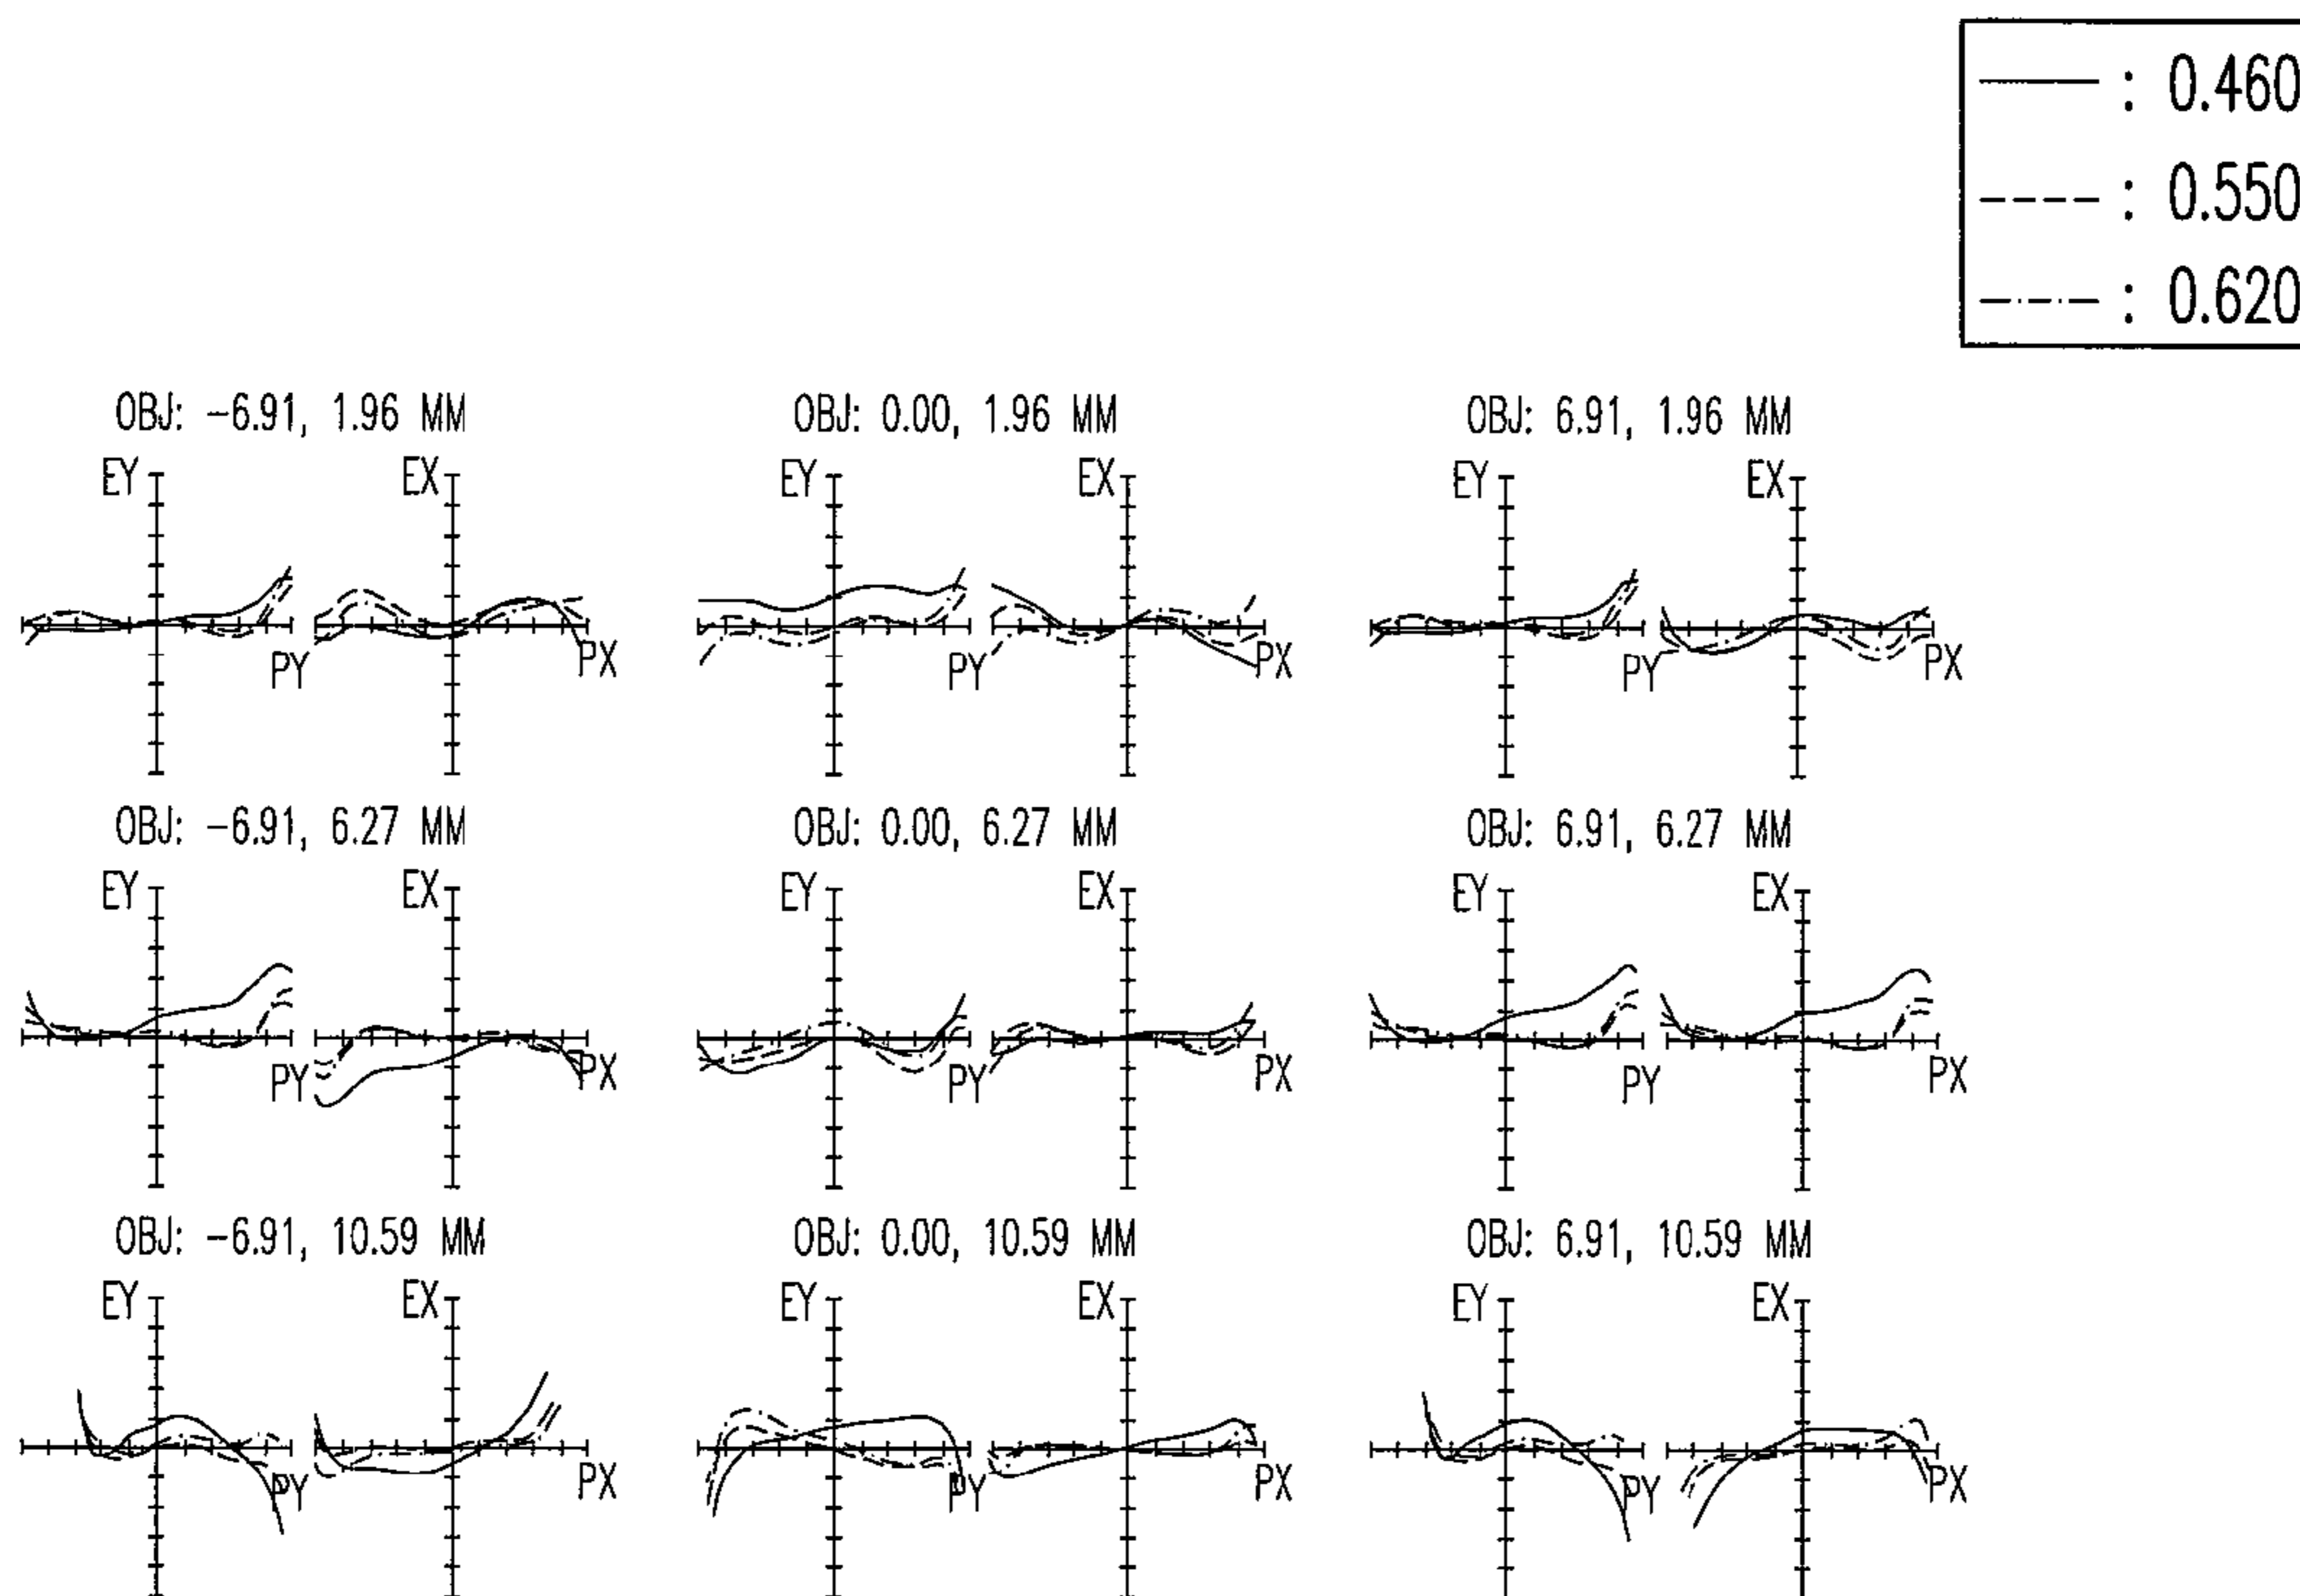 : 0.460
: 0.550
: 0.620
OBJ: −6.91, 1.96 MM
OBJ: 0.00, 1.96 MM
OBJ: 6.91, 1.96 MM
EY EX EY EX EY EX
PY PX PY PX PY PX
OBJ: −6.91, 6.27 MM
OBJ: 0.00, 6.27 MM
OBJ: 6.91, 6.27 MM
EY EX EY EX EY EX
PY PX PY PX PY PX
OBJ: −6.91, 10.59 MM
OBJ: 0.00, 10.59 MM
OBJ: 6.91, 10.59 MM
EY EX EY EX EY EX
PY PX PY PX PY PX